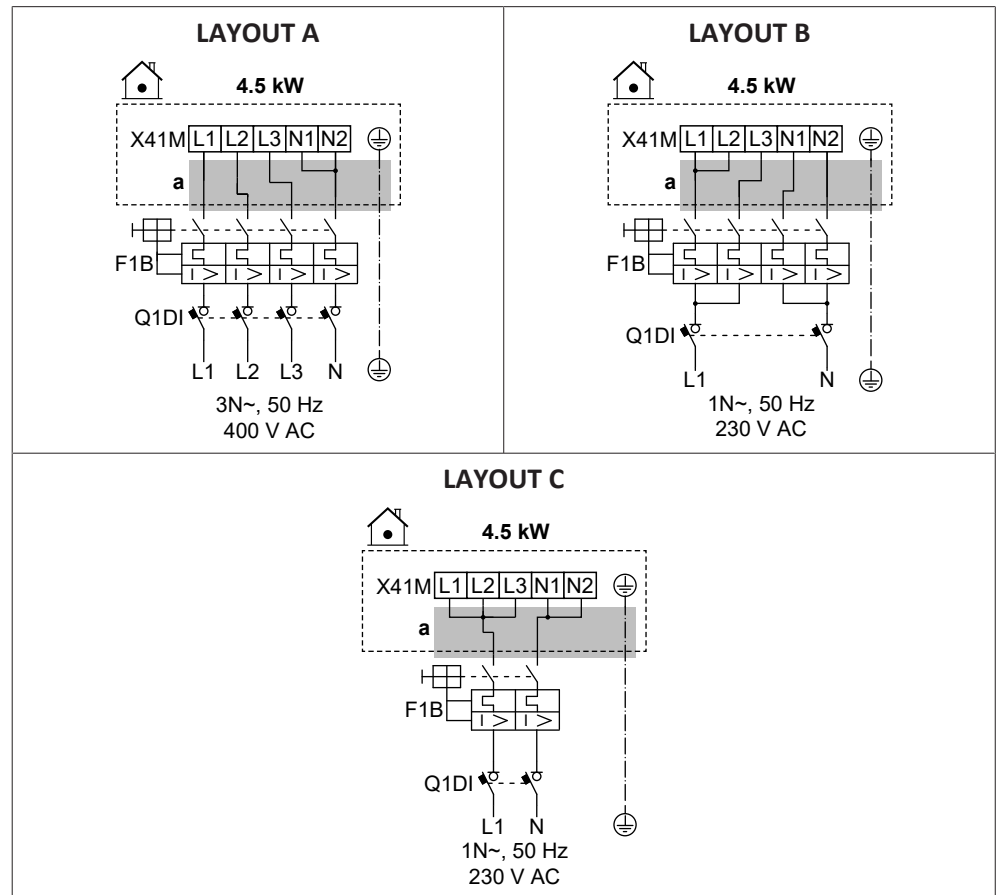 LAYOUT A
4.5 kW
X41M L1 L2 L3 N1 N2
a
F1B
I > I > I > I >
Q1DI
L1 L2 L3 N
3N~, 50 Hz
400 V AC
LAYOUT B
4.5 kW
X41M L1 L2 L3 N1 N2
a
F1B
I > I > I > I >
Q1DI
L1 N
1N~, 50 Hz
230 V AC
LAYOUT C
4.5 kW
X41M L1 L2 L3 N1 N2
a
F1B
I > I >
Q1DI
L1 N
1N~, 50 Hz
230 V AC